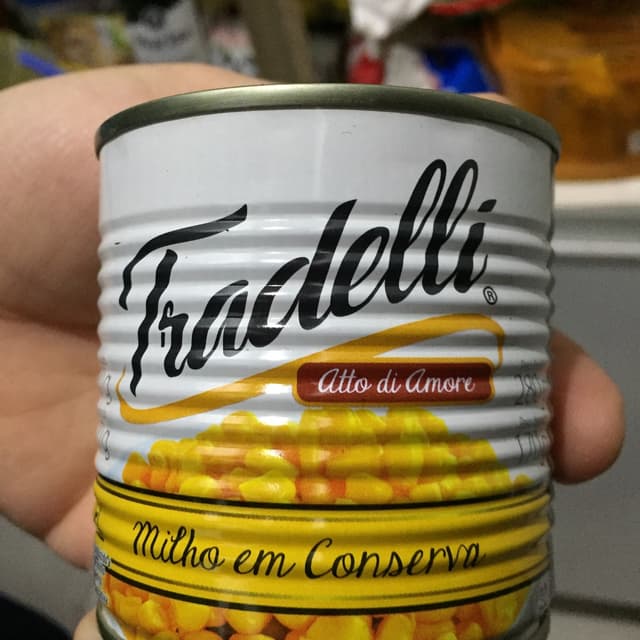 Tradelli®
Atto di Amore
Milho em Conserva